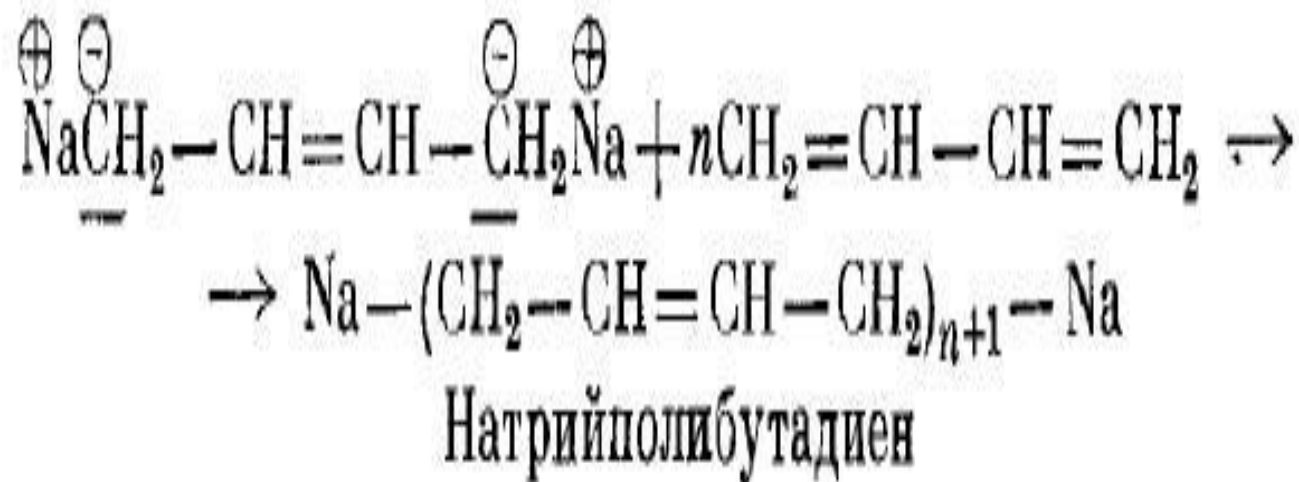 ⊕ ⊖ ⊖ ⊕
NaCH₂—CH=CH—CH₂Na+nCH₂=CH—CH=CH₂ →
→ Na—(CH₂—CH=CH—CH₂)ₙ₊₁—Na
Натрийполибутадиен